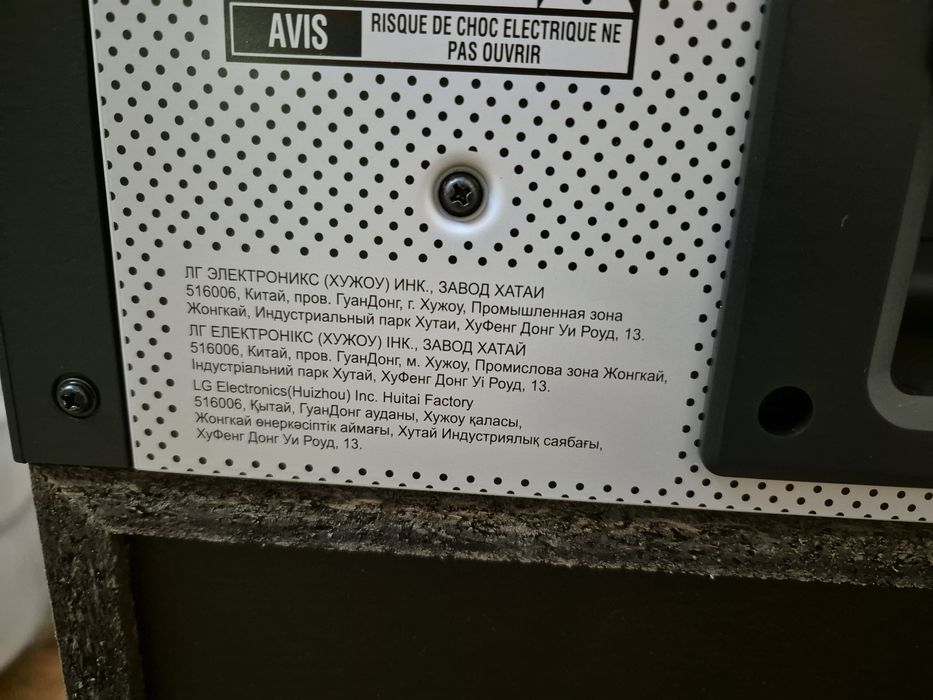 AVIS
RISQUE DE CHOC ELECTRIQUE NE
PAS OUVRIR
ЛГ ЭЛЕКТРОНИКС (ХУЖОУ) ИНК., ЗАВОД ХАТАИ
516006, Китай, пров. ГуанДонг, г. Хужоу, Промышленная зона
Жонгкай, Индустриальный парк Хутаи, ХуФенг Донг Уи Роуд, 13.
ЛГ ЕЛЕКТРОНІКС (ХУЖОУ) ІНК., ЗАВОД ХАТАЙ
516006, Китай, пров. ГуанДонг, м. Хужоу, Промислова зона Жонгкай,
Індустріальний парк Хутай, ХуФенг Донг Уі Роуд, 13.
LG Electronics(Huizhou) Inc. Huitai Factory
516006, Қытай, ГуанДонг ауданы, Хужоу қаласы,
Жонгкай өнеркәсіптік аймағы, Хутай Индустриялық саябағы,
ХуФенг Донг Уи Роуд, 13.